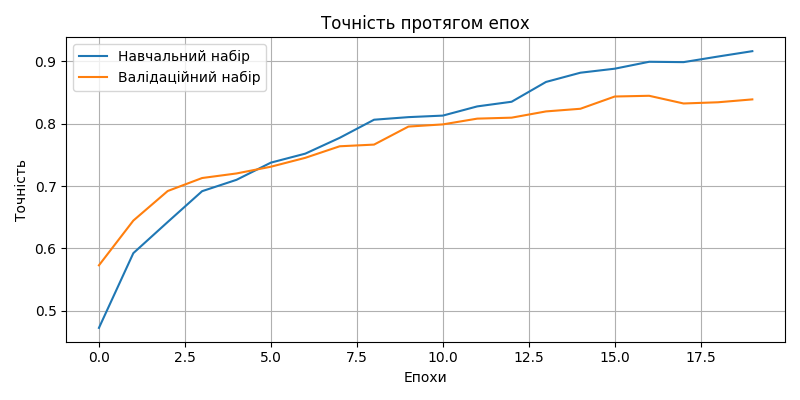 Точність протягом епох
Навчальний набір
Валідаційний набір
Точність
0.9
0.8
0.7
0.6
0.5
0.0 2.5 5.0 7.5 10.0 12.5 15.0 17.5
Епохи